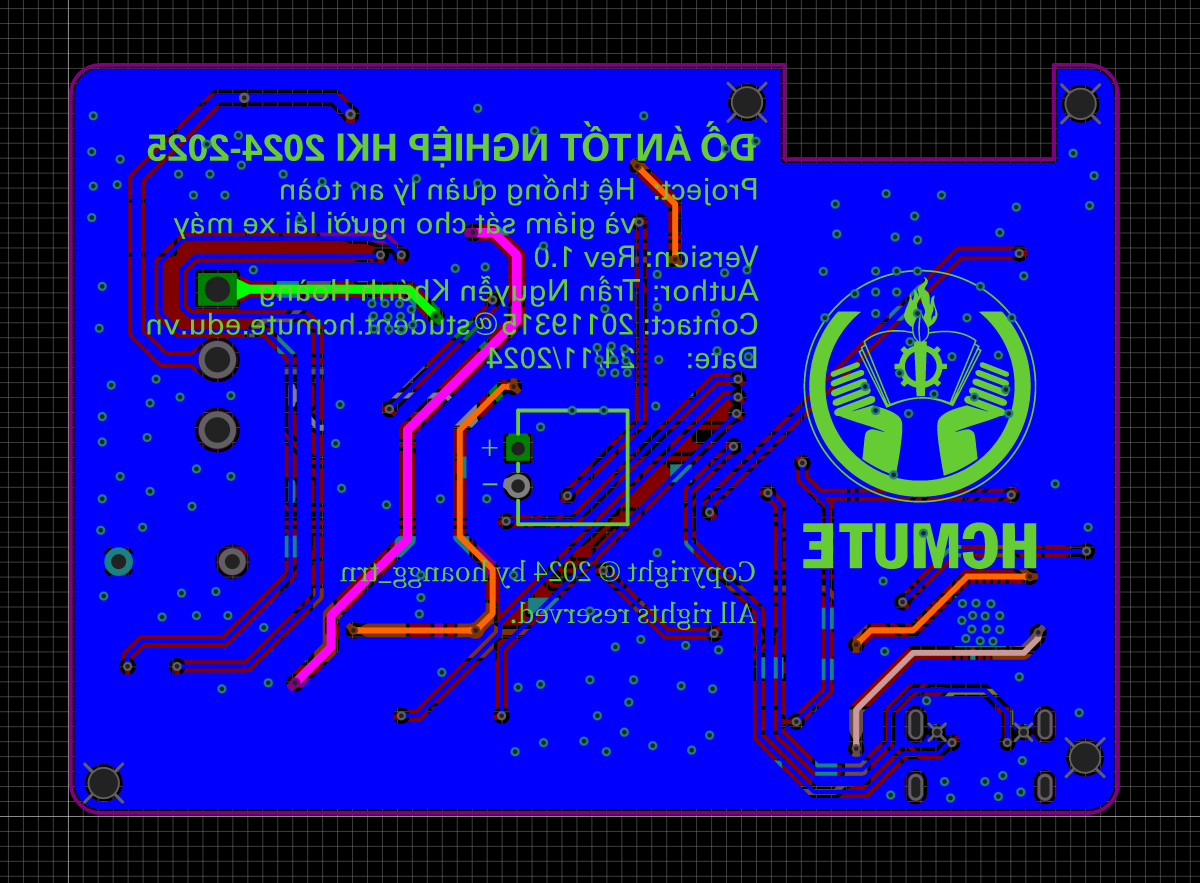 ĐỒ ÁN TỐT NGHIỆP HKI 2024-2025
Project: Hệ thống quản lý an toàn
và giám sát cho người lái xe máy
Version: Rev 1.0
Author: Trần Nguyễn Khánh Hoàng
Contact: 20119315@student.hcmute.edu.vn
Date: 24/11/2024
+
−
HCMUTE
Copyright © 2024 by hoangg_trn
All rights reserved.